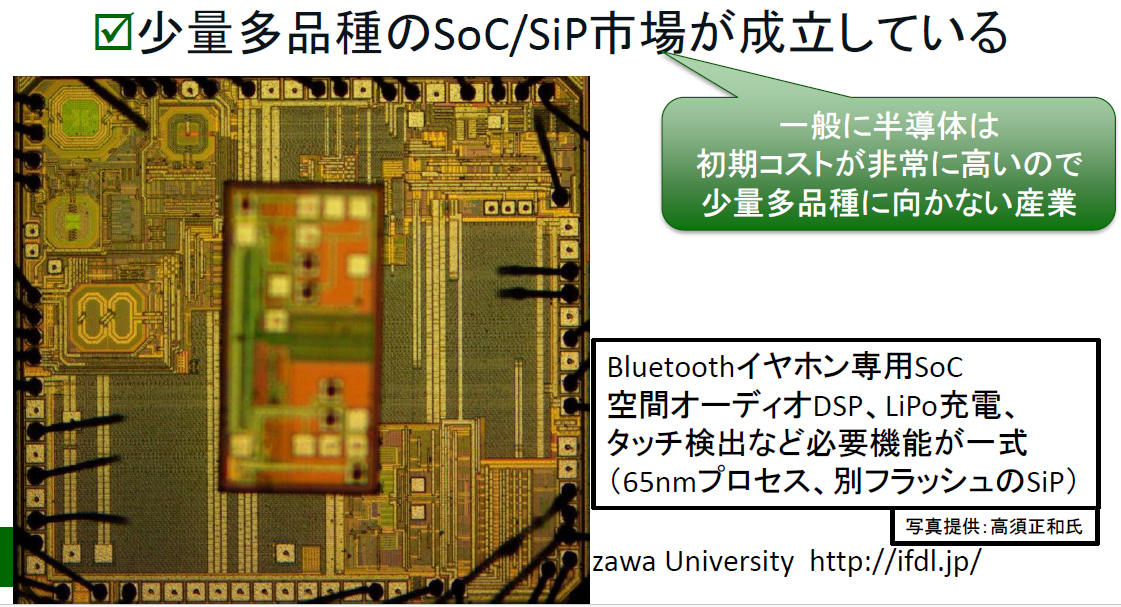 少量多品種のSoC/SiP市場が成立している
一般に半導体は
初期コストが非常に高いので
少量多品種に向かない産業
Bluetoothイヤホン専用SoC
空間オーディオDSP、LiPo充電、
タッチ検出など必要機能が一式
（65nmプロセス、別フラッシュのSiP）
写真提供：高須正和氏
zawa University http://ifdl.jp/